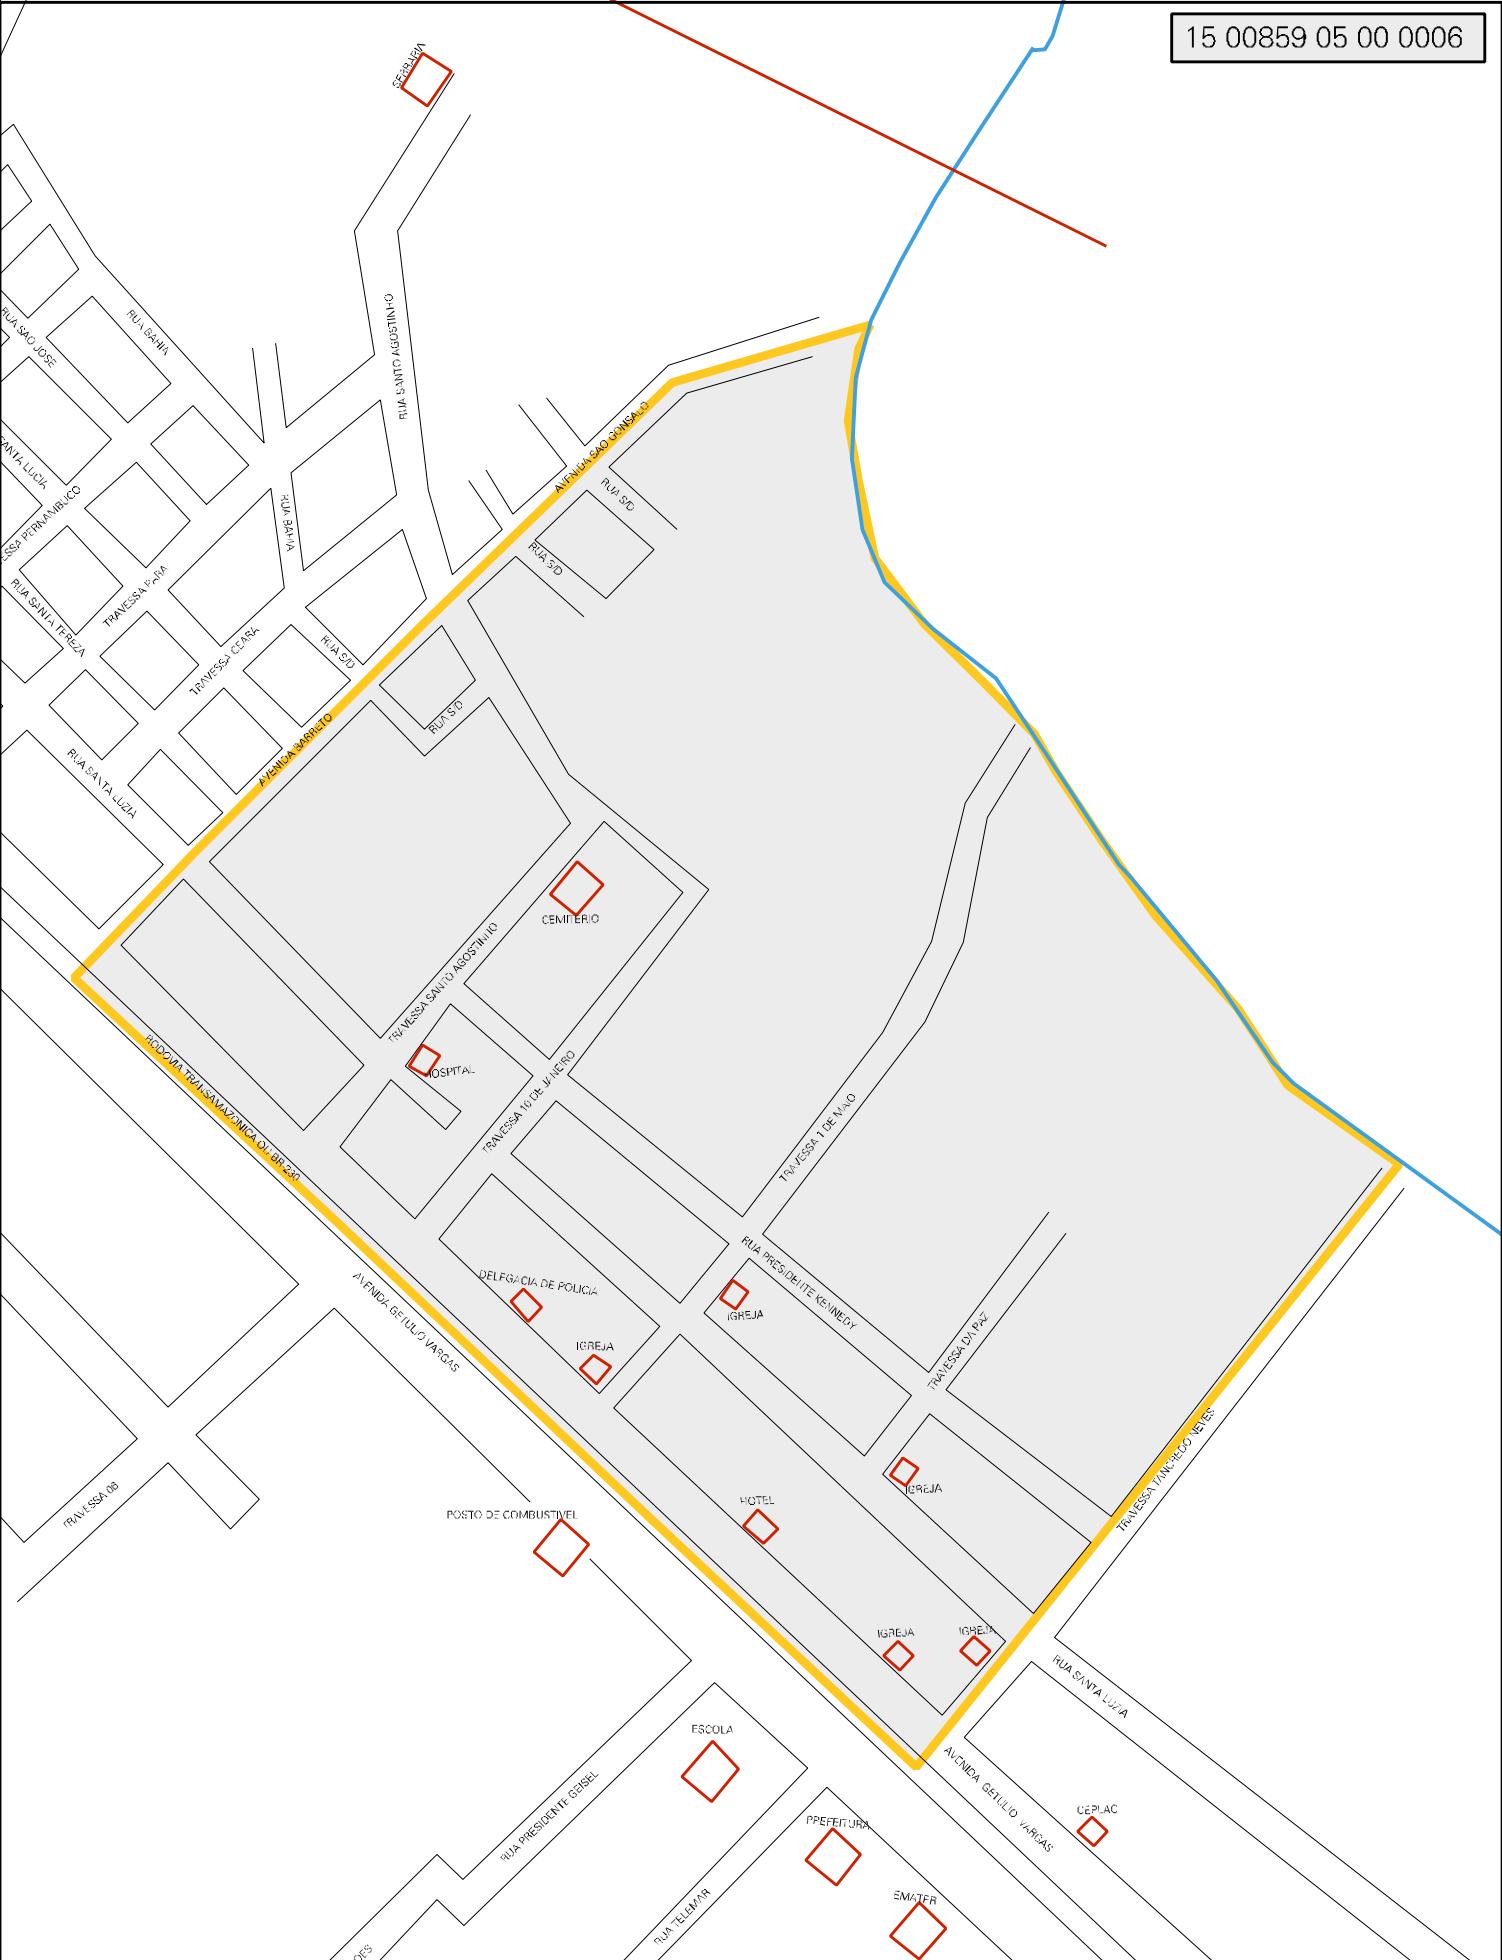 15 00859 05 00 0006
SERRARIA
RUA BAHIA
RUA SAO JOSE
RUA SANTO AGOSTINHO
AVENIDA SAO GONSALO
SANTA LUCIA
RUA S/D
RUA BAHIA
ESSA PERNAMBUCO
RUA S/D
TRAVESSA PARA
RUA SANTA TEREZA
TRAVESSA CEARA
RUA S/D
RUA S/D
AVENIDA BARRETO
RUA SANTA LUZIA
CEMITERIO
TRAVESSA SANTO AGOSTINHO
HOSPITAL
RODOVIA TRANSAMAZONICA OU BR-230
TRAVESSA 10 DE JANEIRO
TRAVESSA 1 DE MAIO
RUA PRESIDENTE KENNEDY
DELEGACIA DE POLICIA
AVENIDA GETULIO VARGAS
IGREJA
IGREJA
TRAVESSA DA PAZ
TRAVESSA TANCREDO NEVES
IGREJA
HOTEL
TRAVESSA 08
POSTO DE COMBUSTIVEL
IGREJA
IGREJA
RUA SANTA LUZIA
ESCOLA
AVENIDA GETULIO VARGAS
RUA PRESIDENTE GEISEL
CEPLAC
PREFEITURA
EMATER
RUA TELEMAR
OES